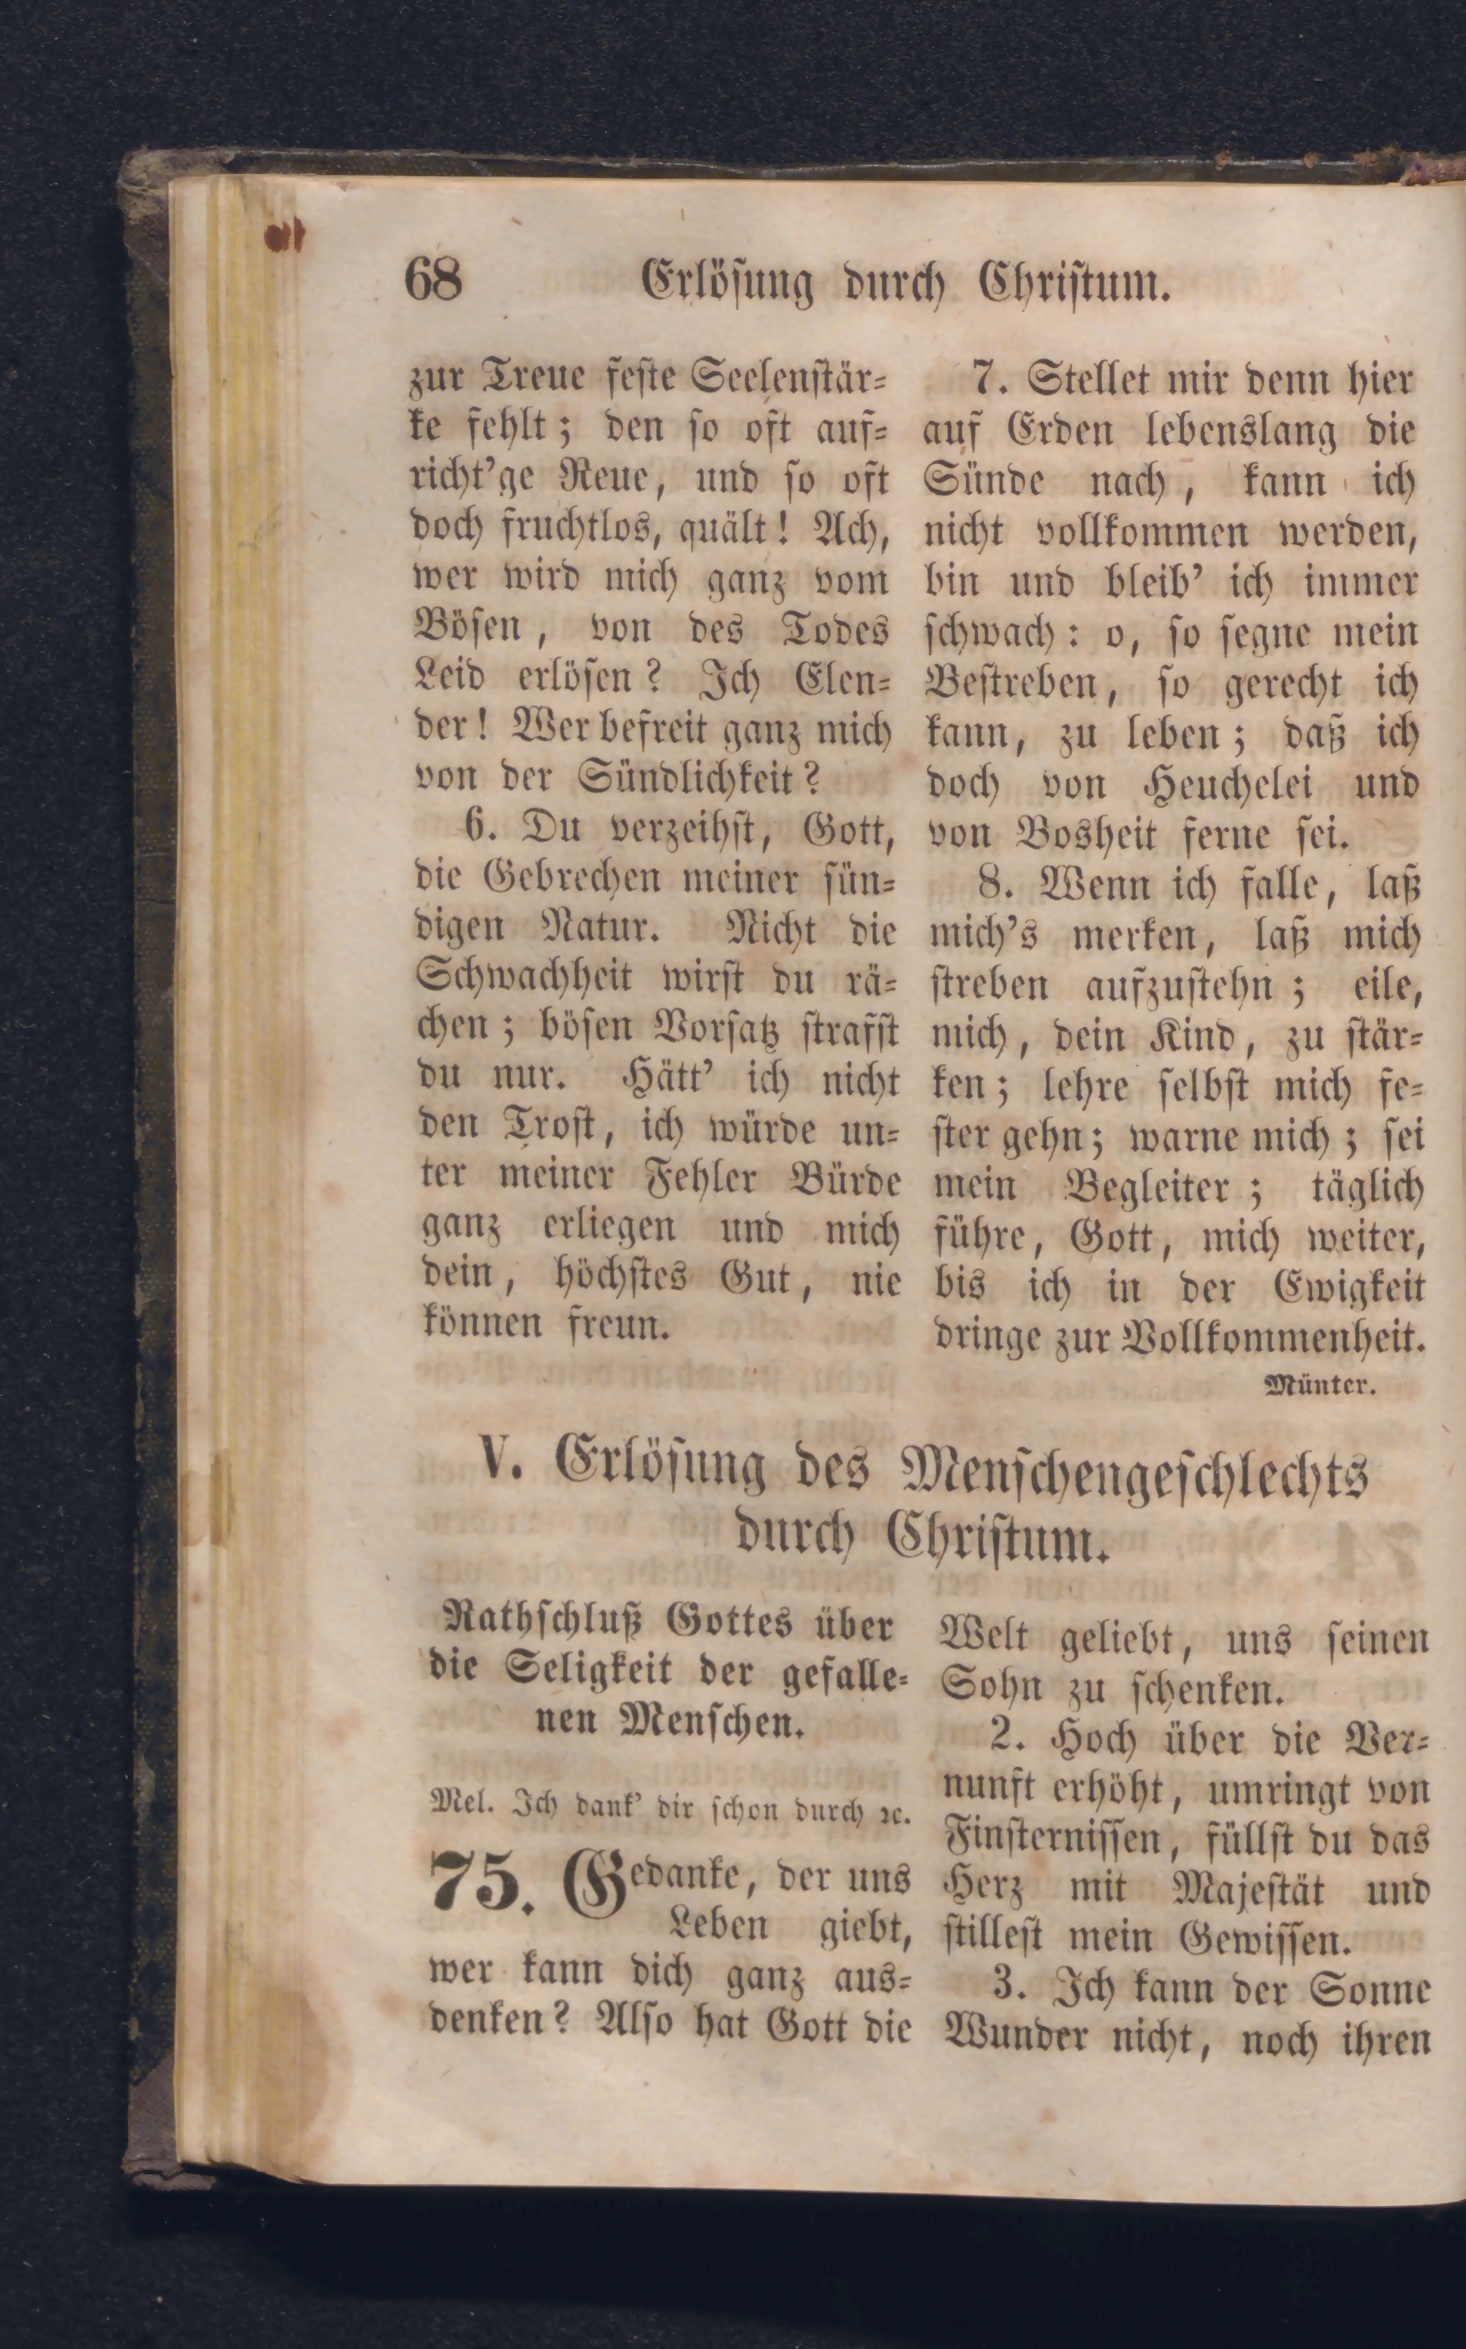 68 Erlöſung durch Chriſtum.
zur Treue feſte Seelenſtär⸗
ke fehlt; den ſo oft auf⸗
richt’ge Reue, und ſo oft
doch fruchtlos, quält! Ach,
wer wird mich ganz vom
Böſen, von des Todes
Leid erlöſen? Ich Elen⸗
der! Wer befreit ganz mich
von der Sündlichkeit?
6. Du verzeihſt, Gott,
die Gebrechen meiner ſün⸗
digen Natur. Nicht die
Schwachheit wirſt du rä⸗
chen; böſen Vorſatz ſtrafſt
du nur. Hätt’ ich nicht
den Troſt, ich würde un⸗
ter meiner Fehler Bürde
ganz erliegen und mich
dein, höchſtes Gut, nie
können freun.
7. Stellet mir denn hier
auf Erden lebenslang die
Sünde nach, kann ich
nicht vollkommen werden,
bin und bleib’ ich immer
ſchwach: o, ſo ſegne mein
Beſtreben, ſo gerecht ich
kann, zu leben; daß ich
doch von Heuchelei und
von Bosheit ferne ſei.
8. Wenn ich falle, laß
mich’s merken, laß mich
ſtreben aufzuſtehn; eile,
mich, dein Kind, zu ſtär⸗
ken; lehre ſelbſt mich fe⸗
ſter gehn; warne mich; ſei
mein Begleiter; täglich
führe, Gott, mich weiter,
bis ich in der Ewigkeit
dringe zur Vollkommenheit.
Münter.
V. Erlöſung des Menſchengeſchlechts
durch Chriſtum.
Rathſchluß Gottes über
die Seligkeit der gefalle⸗
nen Menſchen.
Mel. Ich dank’ dir ſchon durch ꝛc.
75. Gedanke, der uns
Leben giebt,
wer kann dich ganz aus⸗
denken? Alſo hat Gott die
Welt geliebt, uns ſeinen
Sohn zu ſchenken.
2. Hoch über die Ver⸗
nunft erhöht, umringt von
Finſterniſſen, füllſt du das
Herz mit Majeſtät und
ſtilleſt mein Gewiſſen.
3. Ich kann der Sonne
Wunder nicht, noch ihren